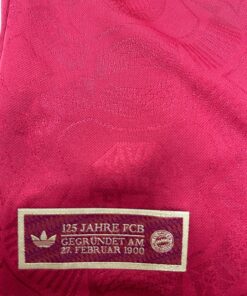 125 JAHRE FCB
GEGRÜNDET AM
27. FEBRUAR 1900